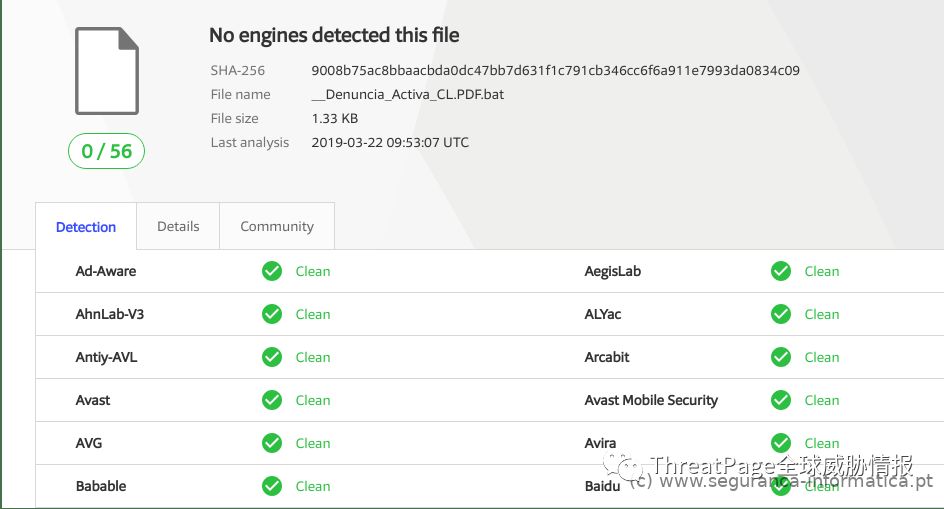 No engines detected this file
SHA-256 9008b75ac8bbaacbda0dc47bb7d631f1c791cb346cc6f6a911e7993da0834c09
File name __Denuncia_Activa_CL.PDF.bat
File size 1.33 KB
Last analysis 2019-03-22 09:53:07 UTC
0 / 56
Detection Details Community
Ad-Aware Clean AegisLab Clean
AhnLab-V3 Clean ALYac Clean
Antiy-AVL Clean Arcabit Clean
Avast Clean Avast Mobile Security Clean
AVG Clean Avira Clean
ThreatPage全球威胁情报
Babable Clean Baidu Clean
(c) www.seguranca-informatica.pt